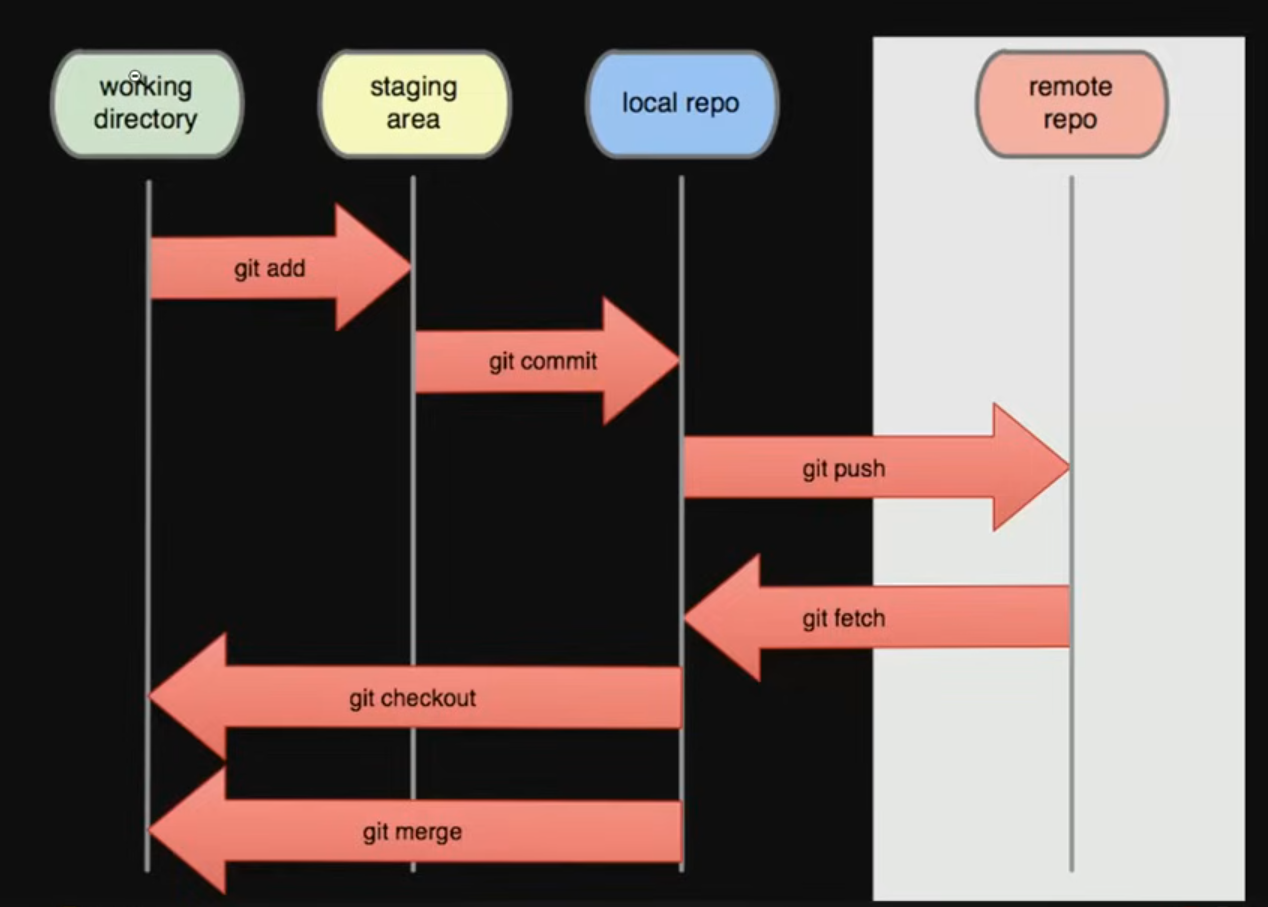 working
directory
staging
area
local repo
remote
repo
git add
git commit
git push
git fetch
git checkout
git merge